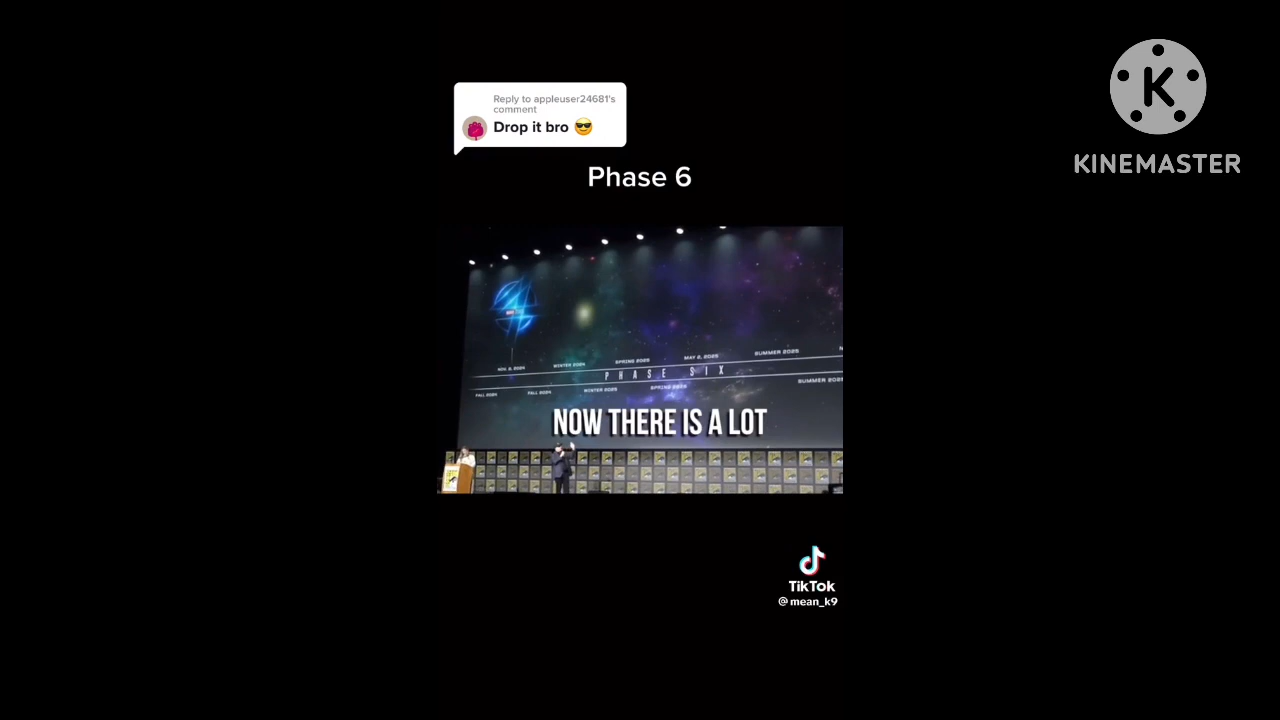 Reply to appleuser24681's
comment
Drop it bro 😎
Phase 6
KINEMASTER
NOV. 8, 2024
WINTER 2024
SPRING 2025
MAY 2, 2025
SUMMER 2025
PHASE SIX
FALL 2024
FALL 2024
WINTER 2025
SPRING 2025
SUMMER 2025
NOW THERE IS A LOT
TikTok
@mean_k9